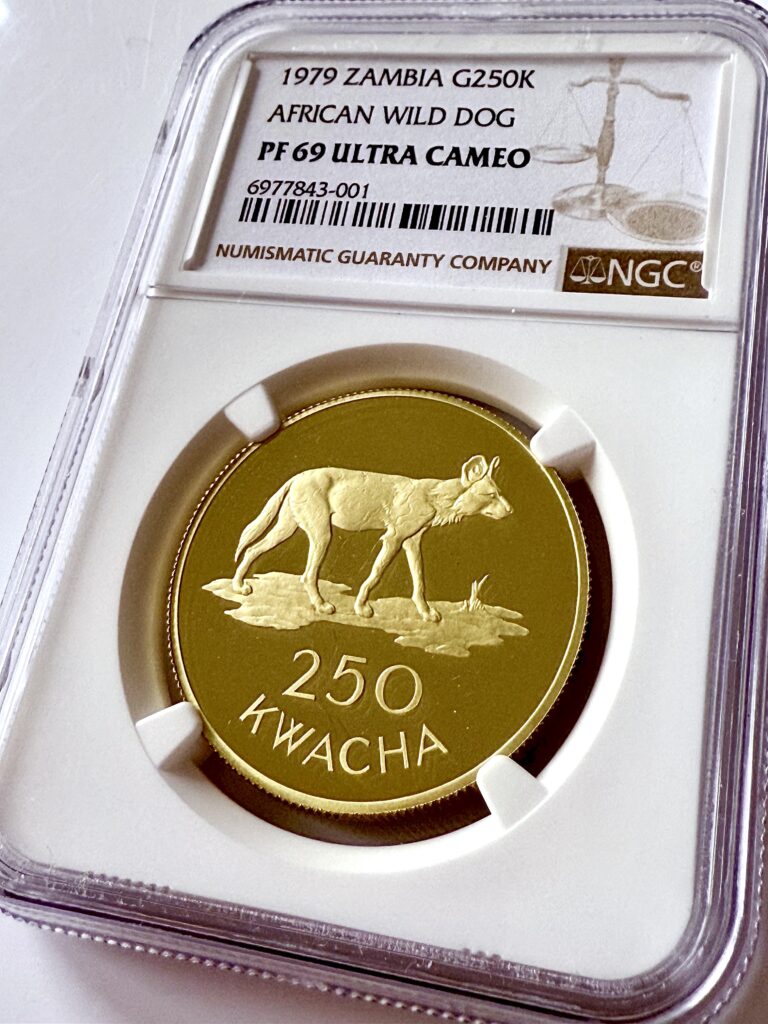 1979 ZAMBIA G250K
AFRICAN WILD DOG
PF 69 ULTRA CAMEO
6977843-001
NUMISMATIC GUARANTY COMPANY
NGC®
250
KWACHA